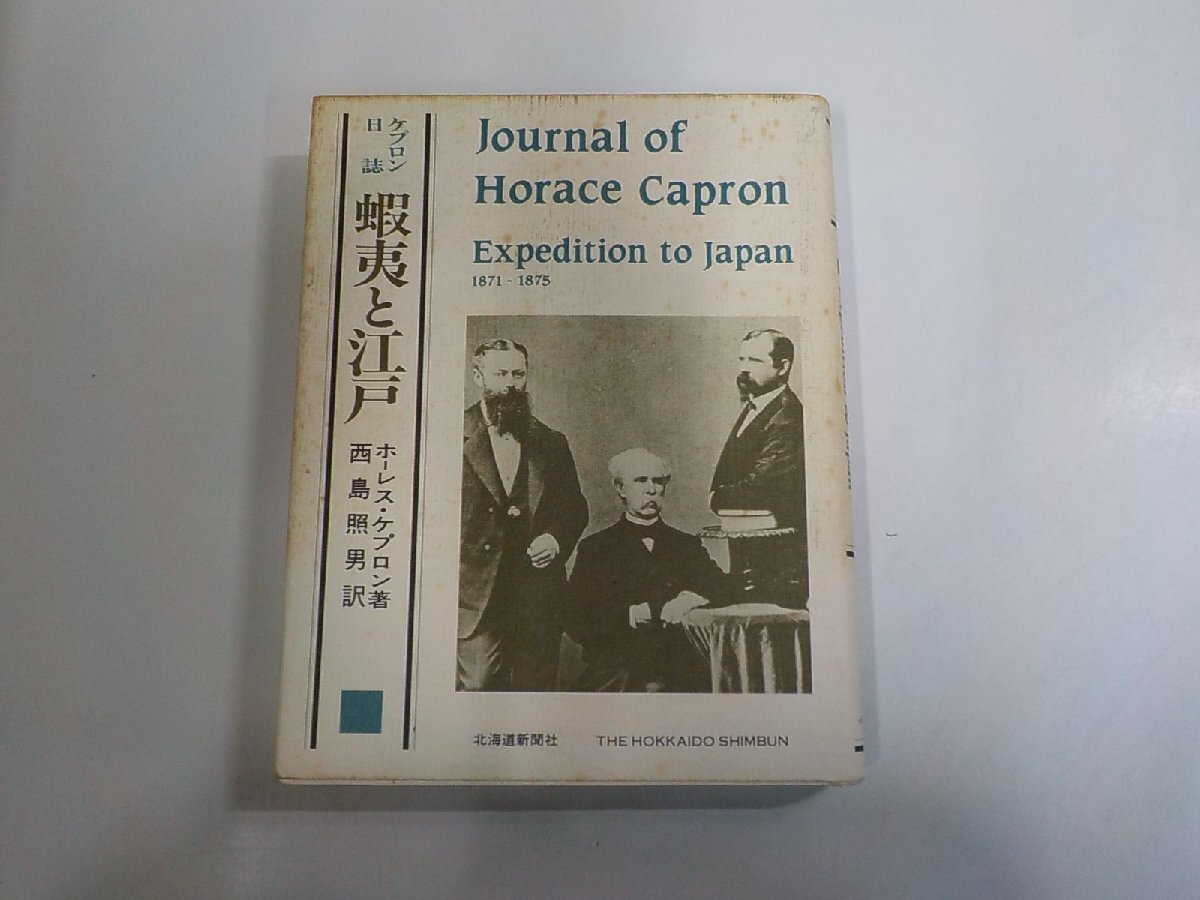 Journal of
Horace Capron
Expedition to Japan
1871 - 1875
ケプロン
日誌
蝦夷と江戸
ホーレス・ケプロン著
西島照男訳
北海道新聞社 THE HOKKAIDO SHIMBUN